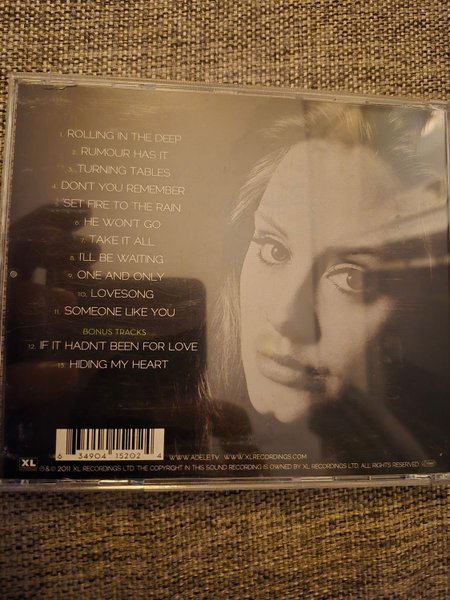 1. ROLLING IN THE DEEP
2. RUMOUR HAS IT
3. TURNING TABLES
4. DON'T YOU REMEMBER
5. SET FIRE TO THE RAIN
6. HE WON'T GO
7. TAKE IT ALL
8. I'LL BE WAITING
9. ONE AND ONLY
10. LOVESONG
11. SOMEONE LIKE YOU
BONUS TRACKS
12. IF IT HADN'T BEEN FOR LOVE
13. HIDING MY HEART
6 34904 15202 4
WWW.ADELE.TV WWW.XLRECORDINGS.COM
XL ℗ & © 2011 XL RECORDINGS LTD. THE COPYRIGHT IN THIS SOUND RECORDING IS OWNED BY XL RECORDINGS LTD. ALL RIGHTS RESERVED.